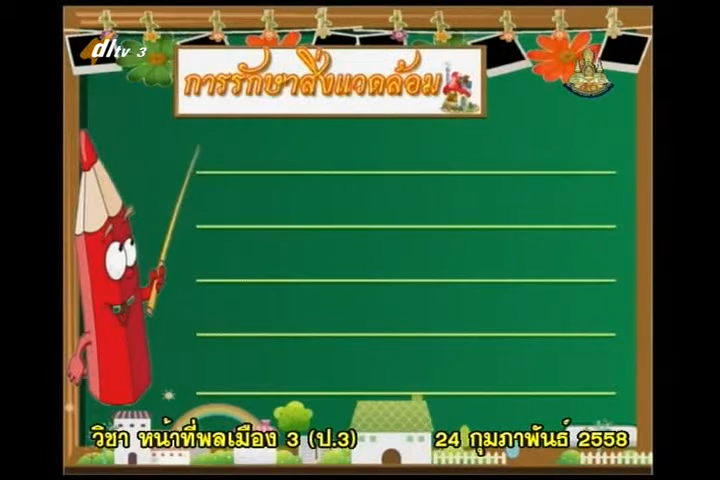 dltv 3
การรักษาสิ่งแวดล้อม
วิชา หน้าที่พลเมือง 3 (ป.3) 24 กุมภาพันธ์ 2558